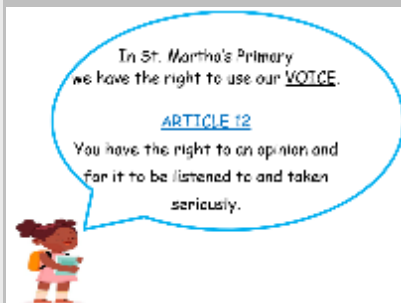 In St. Martha's Primary
we have the right to use our VOICE.
ARTICLE 12
You have the right to an opinion and
for it to be listened to and taken
seriously.